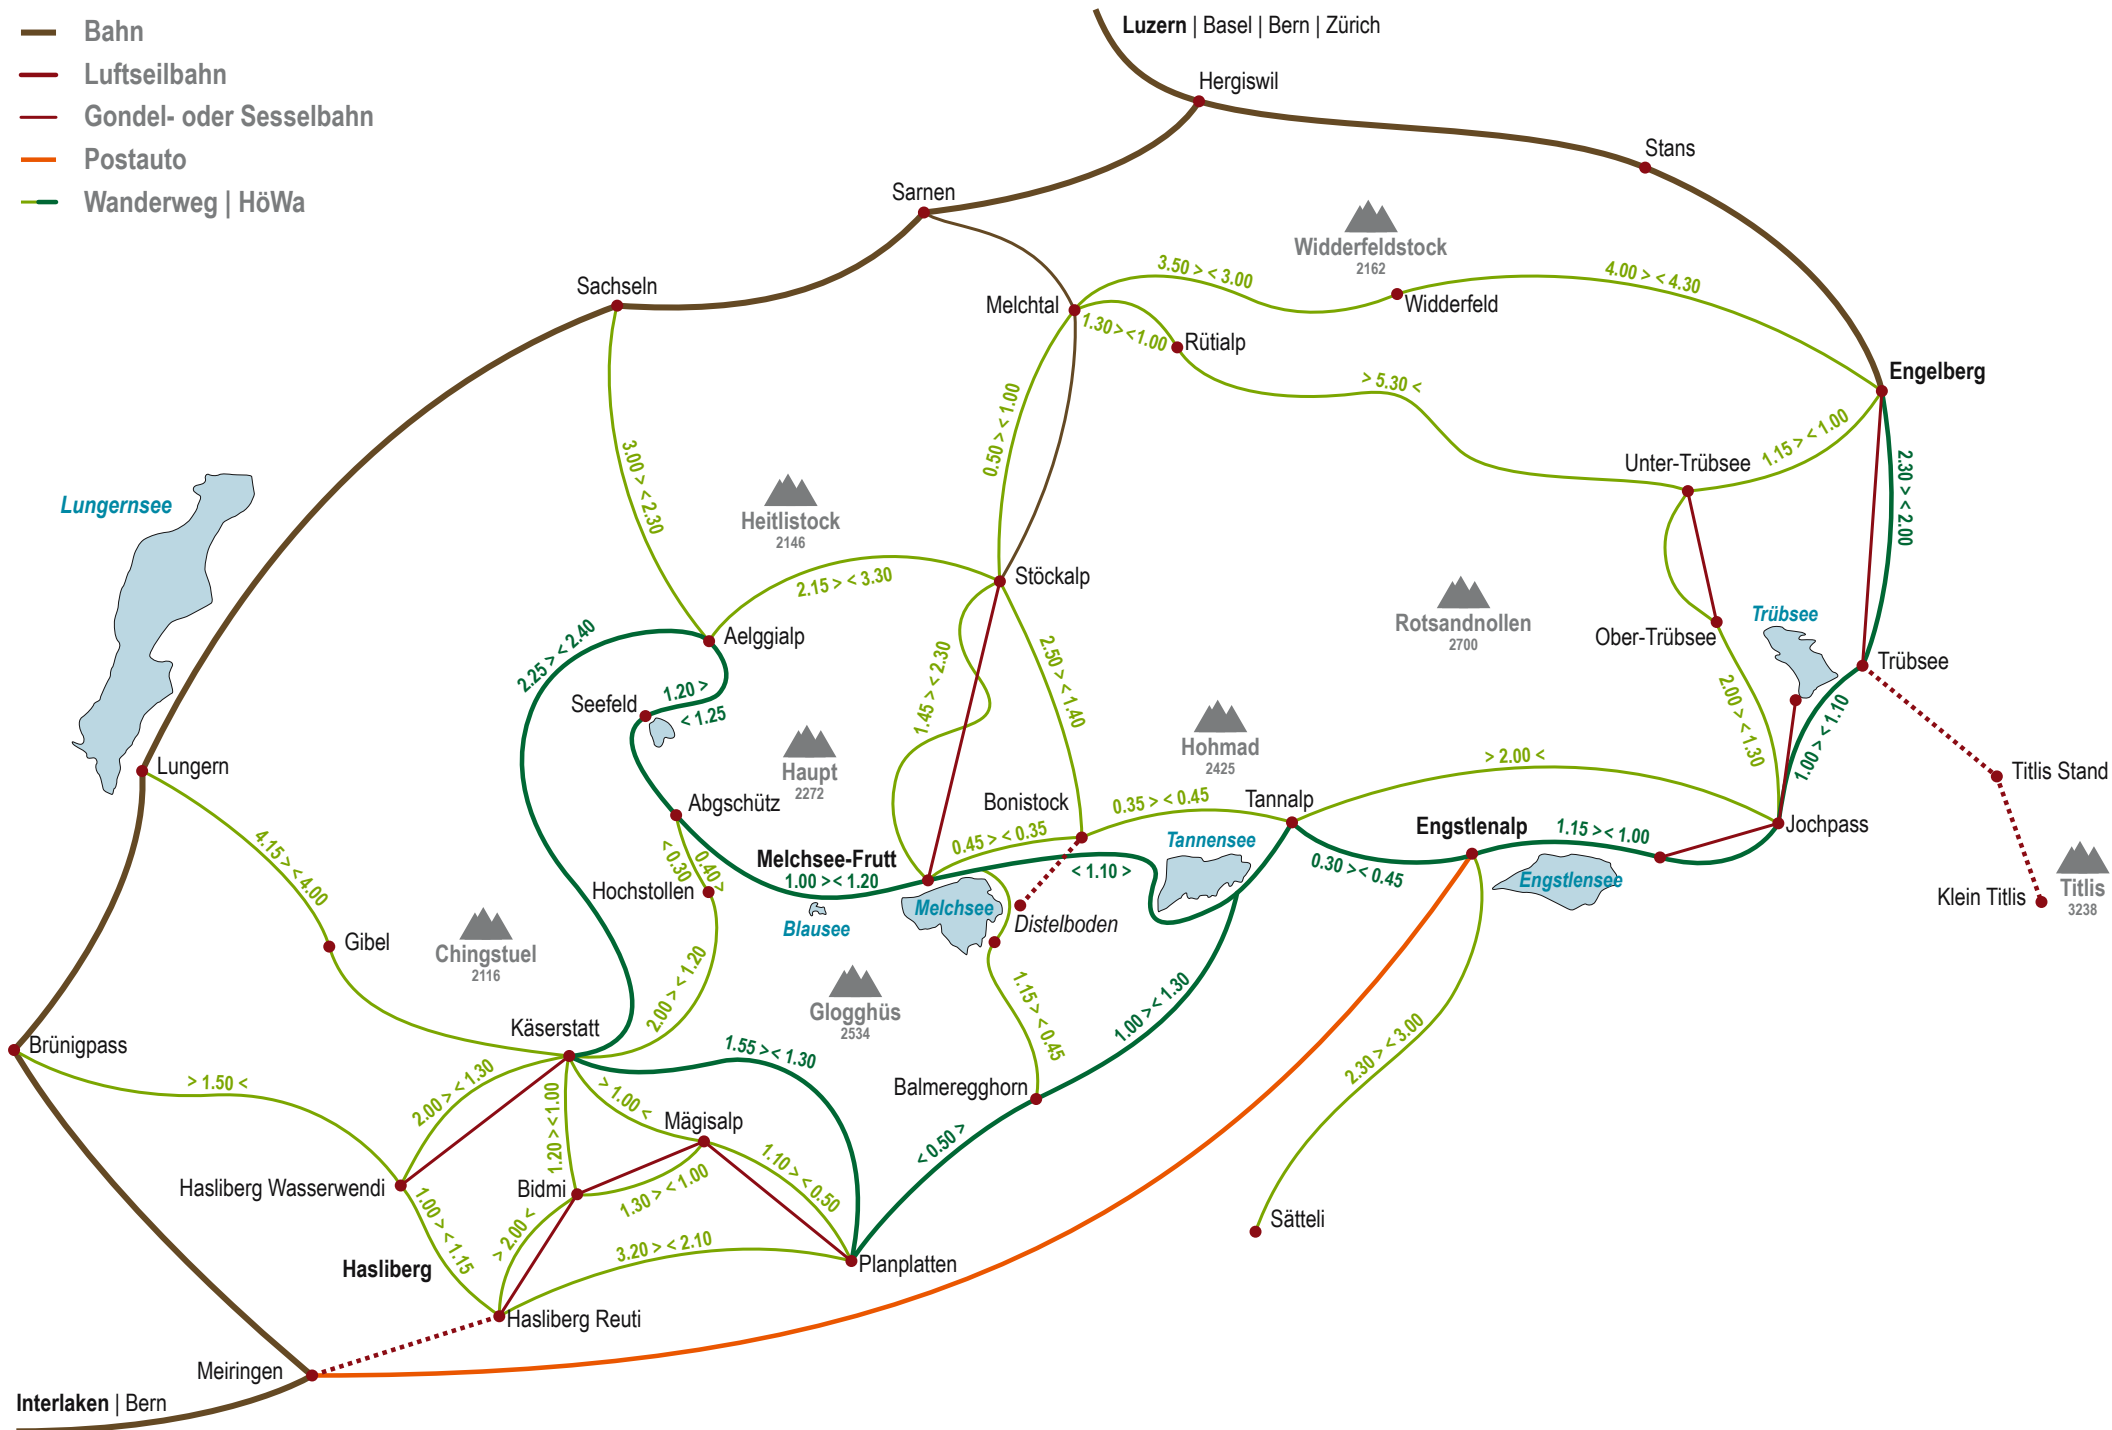 Bahn
Luftseilbahn
Gondel- oder Sesselbahn
Postauto
Wanderweg | HöWa
Luzern | Basel | Bern | Zürich
Hergiswil
Stans
Sarnen
Widderfeldstock
2162
3.50 > < 3.00
4.00 > < 4.30
Sachseln
Melchtal
Widderfeld
1.30 > < 1.00
Rütialp
Engelberg
> 5.30 <
0.50 > < 1.00
1.15 > < 1.00
Unter-Trübsee
3.00 > < 2.30
2.30 > < 2.00
Lungernsee
Heitlistock
2146
2.15 > < 3.30
Stöckalp
Rotsandnollen
2700
Trübsee
Ober-Trübsee
Aelggialp
2.25 > < 2.40
Trübsee
1.20 >
< 1.25
Seefeld
1.45 > < 2.30
2.50 > < 1.40
2.00 > < 1.30
1.00 > < 1.10
Hohmad
2425
Haupt
2272
> 2.00 <
Lungern
Titlis Stand
Abgschütz
Bonistock
0.35 > < 0.45
Tannalp
Engstlenalp
1.15 > < 1.00
Jochpass
0.45 > < 0.35
Tannensee
Melchsee-Frutt
1.00 > < 1.20
< 1.10 >
0.30 > < 0.45
Engstlensee
4.15 > < 4.00
< 0.30
0.40 >
Hochstollen
Klein Titlis
Titlis
3238
Melchsee
Distelboden
Blausee
Gibel
Chingstuel
2116
2.00 > < 1.20
Glogghüs
2534
1.15 > < 0.45
1.00 > < 1.30
Käserstatt
Brünigpass
1.55 > < 1.30
2.30 > < 3.00
> 1.50 <
2.00 > < 1.30
1.20 > < 1.00
> 1.00 <
Balmeregghorn
Mägisalp
< 0.50 >
1.10 > < 0.50
Hasliberg Wasserwendi
Bidmi
1.30 > < 1.00
1.00 > < 1.15
> 2.00 <
Sätteli
3.20 > < 2.10
Hasliberg
Planplatten
Hasliberg Reuti
Meiringen
Interlaken | Bern